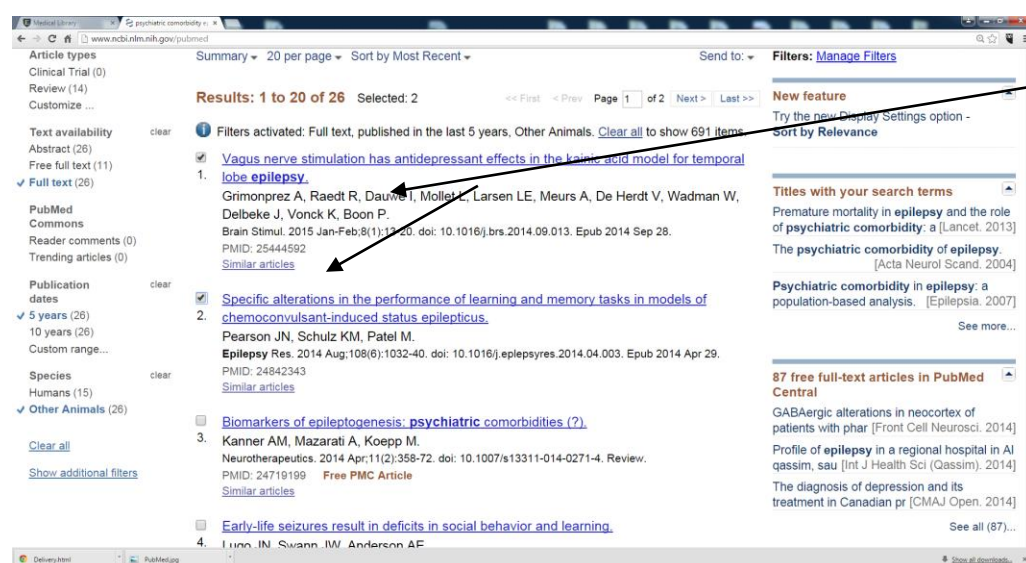 Medical Library
psychiatric comorbidity e
www.ncbi.nlm.nih.gov/pubmed
Article types
Clinical Trial (0)
Review (14)
Customize ...
Text availability clear
Abstract (26)
Free full text (11)
Full text (26)
PubMed
Commons
Reader comments (0)
Trending articles (0)
Publication clear
dates
5 years (26)
10 years (26)
Custom range...
Species clear
Humans (15)
Other Animals (26)
Clear all
Show additional filters
Summary 20 per page Sort by Most Recent Send to:
Results: 1 to 20 of 26 Selected: 2 << First < Prev Page 1 of 2 Next > Last >>
Filters activated: Full text, published in the last 5 years, Other Animals. Clear all to show 691 items.
Vagus nerve stimulation has antidepressant effects in the kainic acid model for temporal
1. lobe epilepsy.
Grimonprez A, Raedt R, Dauwe I, Mollet L, Larsen LE, Meurs A, De Herdt V, Wadman W,
Delbeke J, Vonck K, Boon P.
Brain Stimul. 2015 Jan-Feb;8(1):13-20. doi: 10.1016/j.brs.2014.09.013. Epub 2014 Sep 28.
PMID: 25444592
Similar articles
Specific alterations in the performance of learning and memory tasks in models of
2. chemoconvulsant-induced status epilepticus.
Pearson JN, Schulz KM, Patel M.
Epilepsy Res. 2014 Aug;108(6):1032-40. doi: 10.1016/j.eplepsyres.2014.04.003. Epub 2014 Apr 29.
PMID: 24842343
Similar articles
Biomarkers of epileptogenesis: psychiatric comorbidities (?).
3. Kanner AM, Mazarati A, Koepp M.
Neurotherapeutics. 2014 Apr;11(2):358-72. doi: 10.1007/s13311-014-0271-4. Review.
PMID: 24719199 Free PMC Article
Similar articles
Early-life seizures result in deficits in social behavior and learning.
4. Lugo JN, Swann JW, Anderson AE
Filters: Manage Filters
New feature
Try the new Display Settings option -
Sort by Relevance
Titles with your search terms
Premature mortality in epilepsy and the role
of psychiatric comorbidity: a [Lancet. 2013]
The psychiatric comorbidity of epilepsy.
[Acta Neurol Scand. 2004]
Psychiatric comorbidity in epilepsy: a
population-based analysis. [Epilepsia. 2007]
See more...
87 free full-text articles in PubMed
Central
GABAergic alterations in neocortex of
patients with phar [Front Cell Neurosci. 2014]
Profile of epilepsy in a regional hospital in Al
qassim, sau [Int J Health Sci (Qassim). 2014]
The diagnosis of depression and its
treatment in Canadian pr [CMAJ Open. 2014]
See all (87)...
Delivery.html PubMed.jpg Show all downloads...